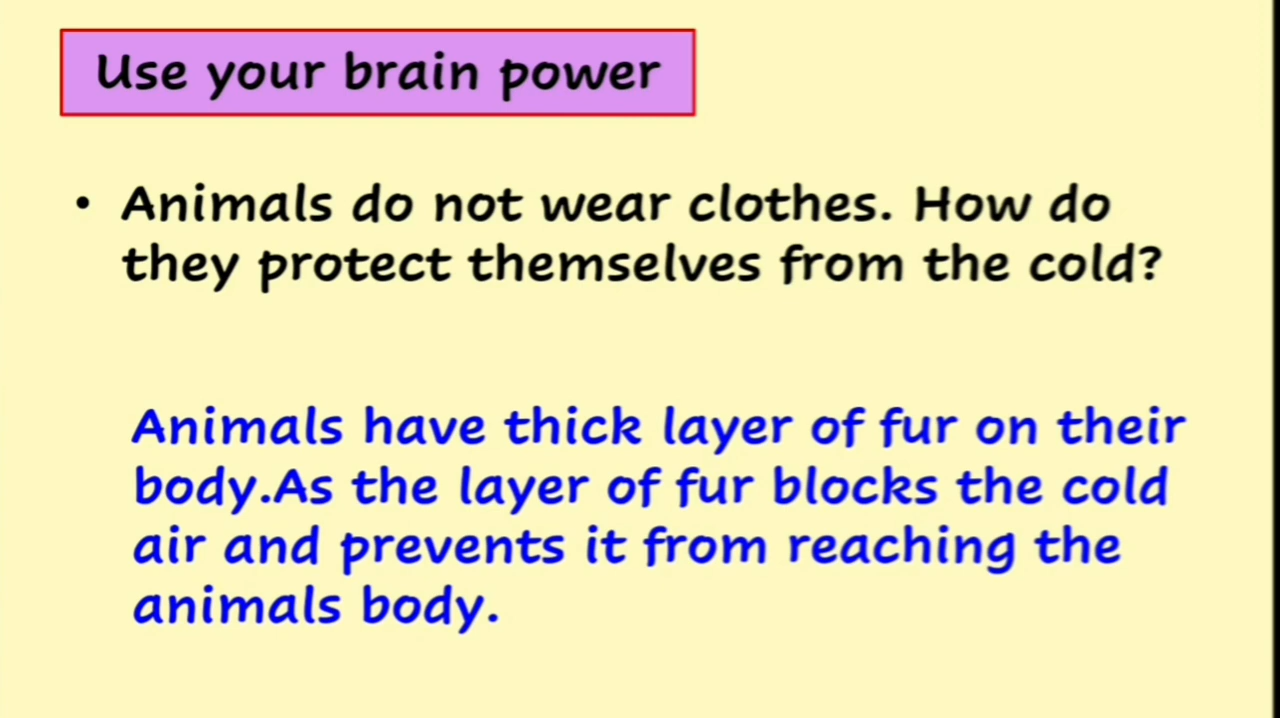 Use your brain power
• Animals do not wear clothes. How do
they protect themselves from the cold?
Animals have thick layer of fur on their
body.As the layer of fur blocks the cold
air and prevents it from reaching the
animals body.